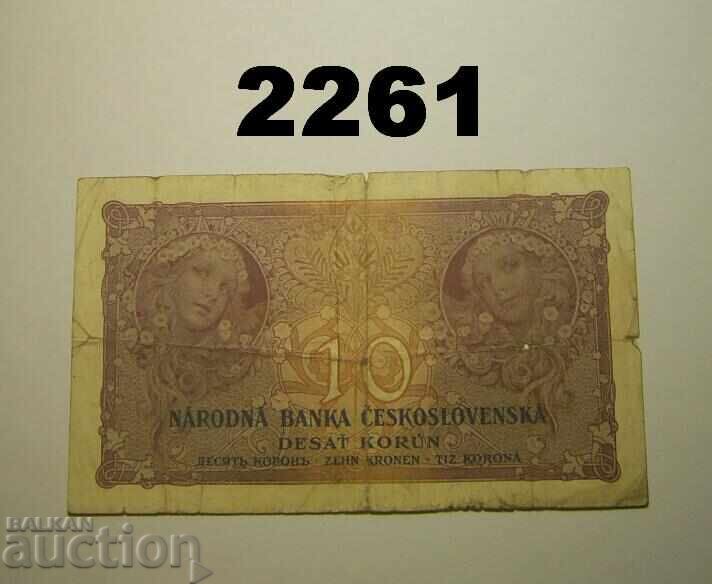 2261
10
NÁRODNÁ BANKA ČESKOSLOVENSKÁ
DESAŤ KORÚN
ДЕСЯТЬ КОРОНЪ · ZEHN KRONEN · TIZ KORONA
BALKAN
auction